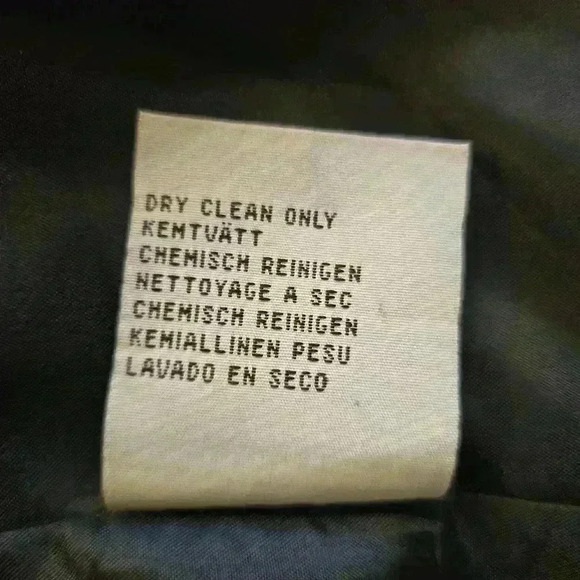 DRY CLEAN ONLY
KEMTVÄTT
CHEMISCH REINIGEN
NETTOYAGE A SEC
CHEMISCH REINIGEN
KEMIALLINEN PESU
LAVADO EN SECO